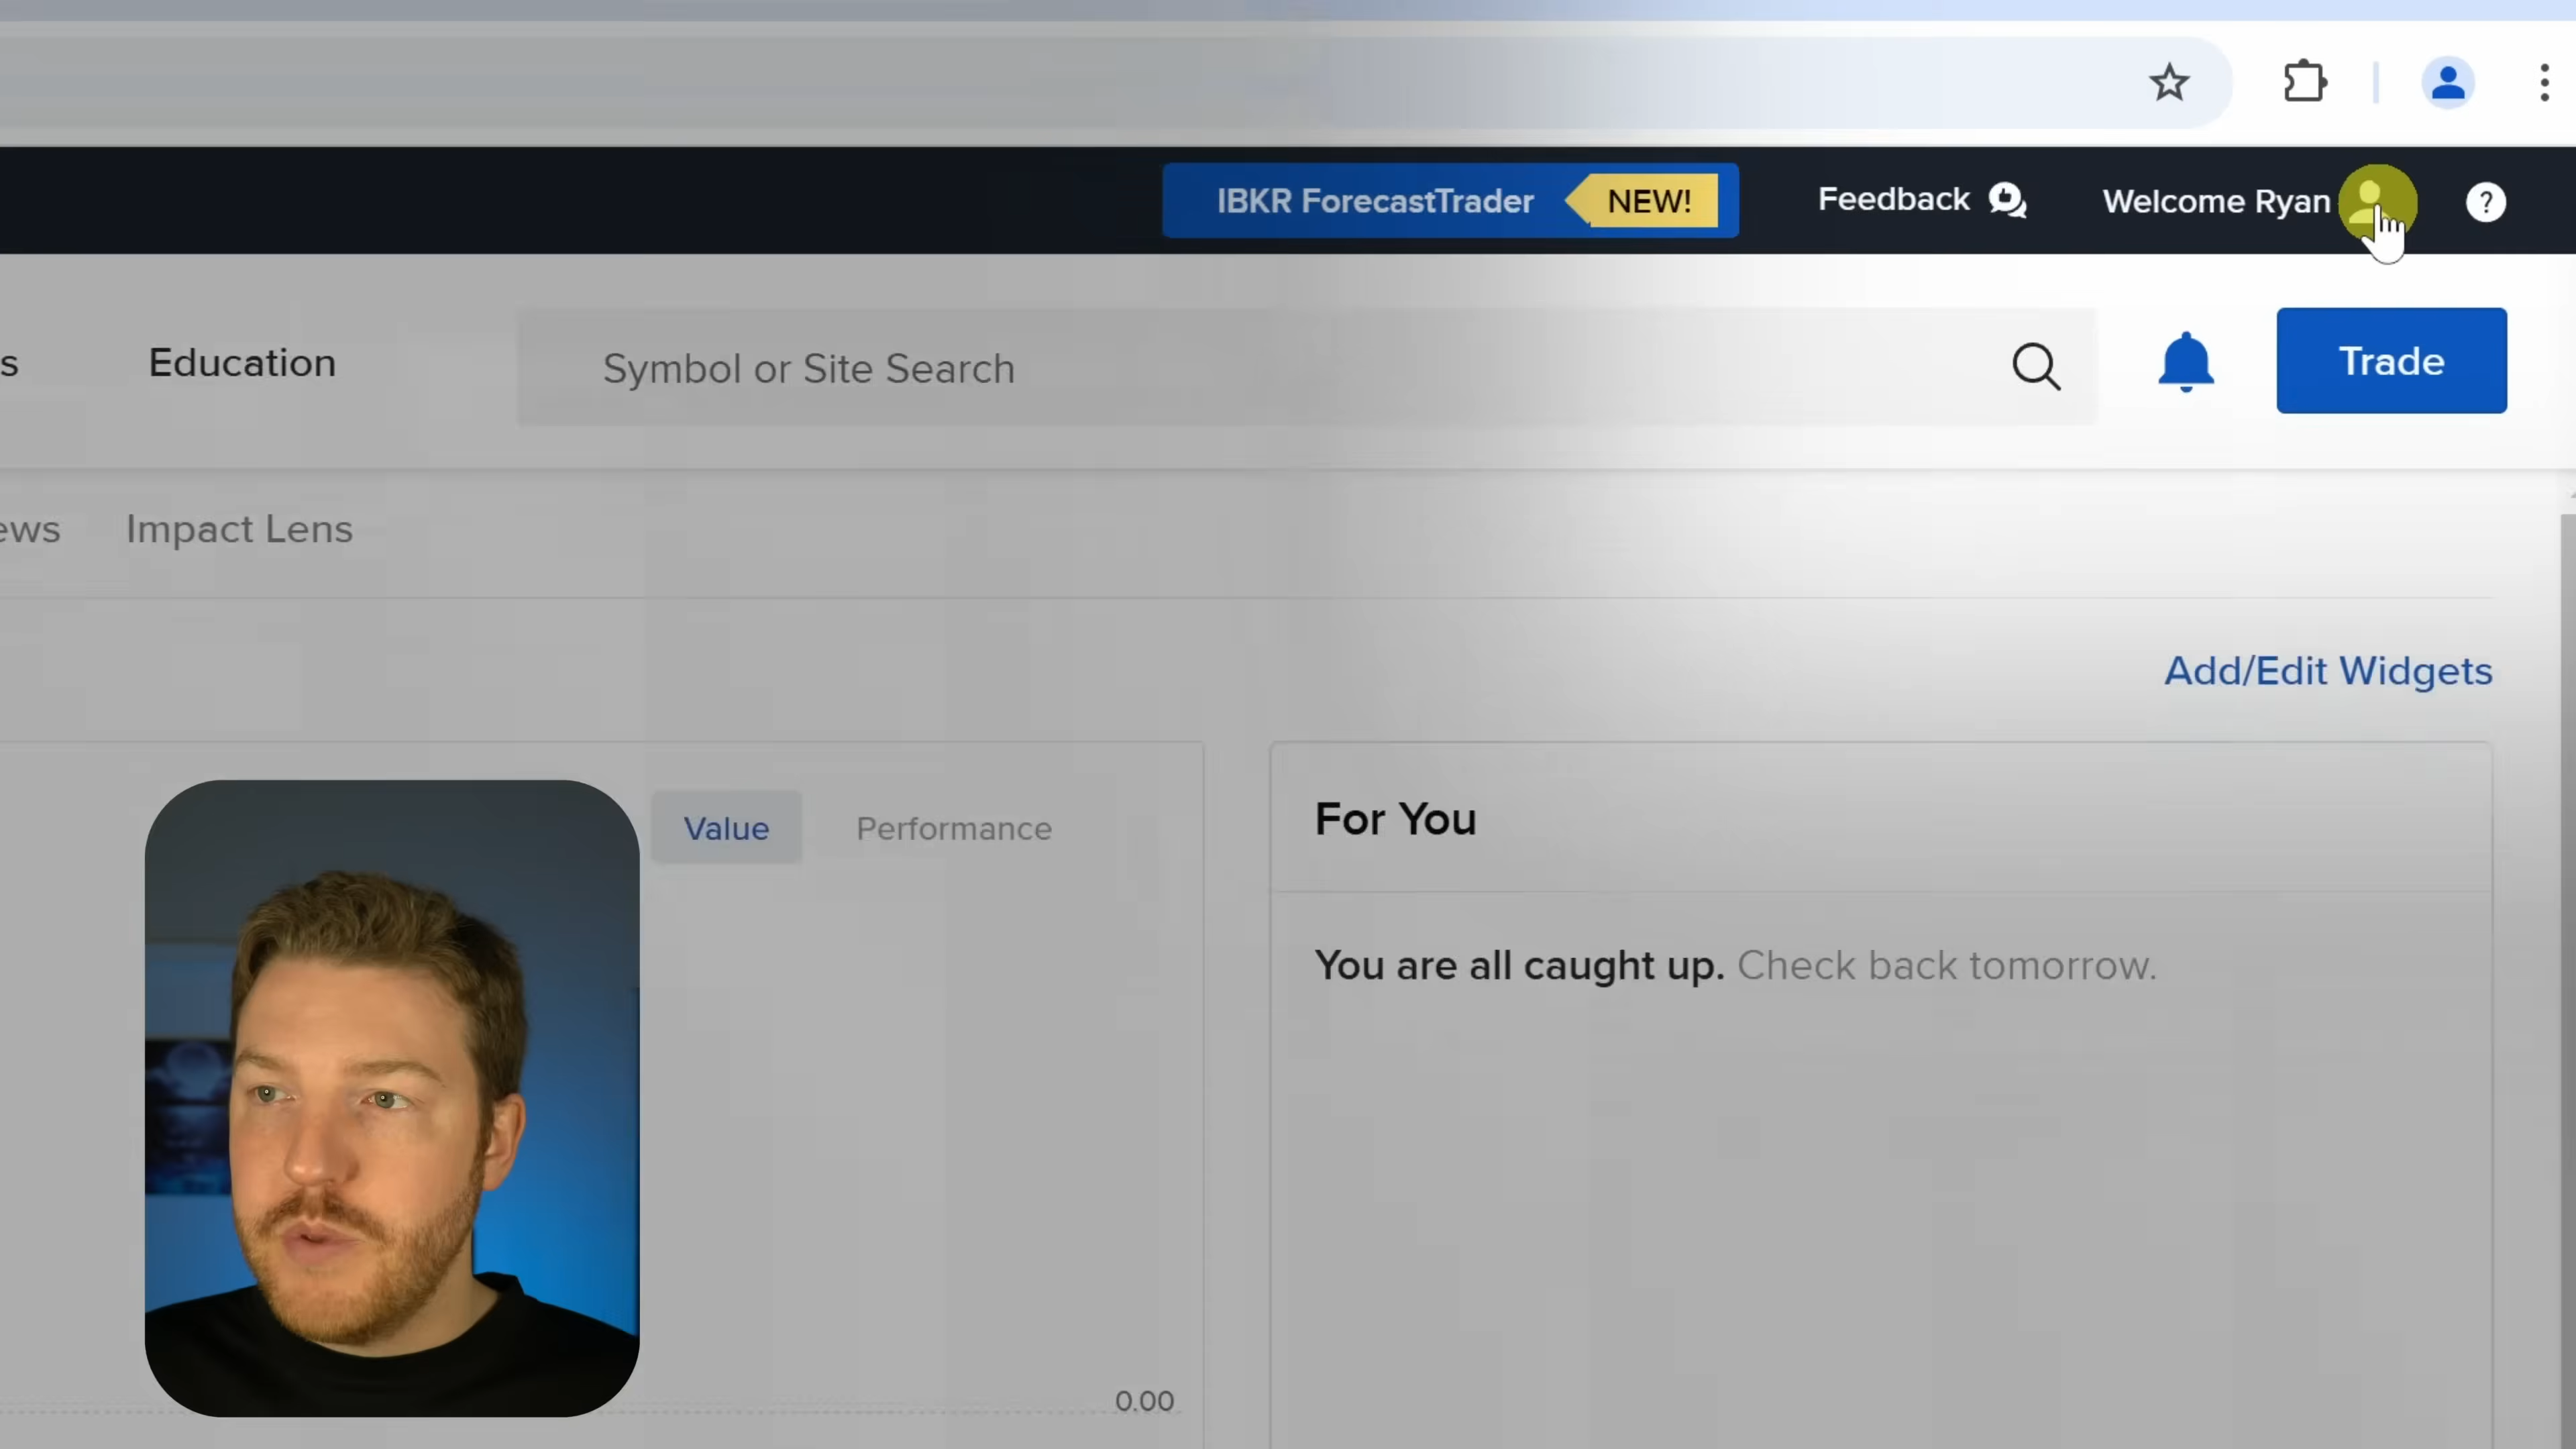 IBKR ForecastTrader NEW!
Feedback
Welcome Ryan
?
s
Education
Symbol or Site Search
Trade
ews
Impact Lens
Add/Edit Widgets
Value
Performance
For You
You are all caught up. Check back tomorrow.
0.00